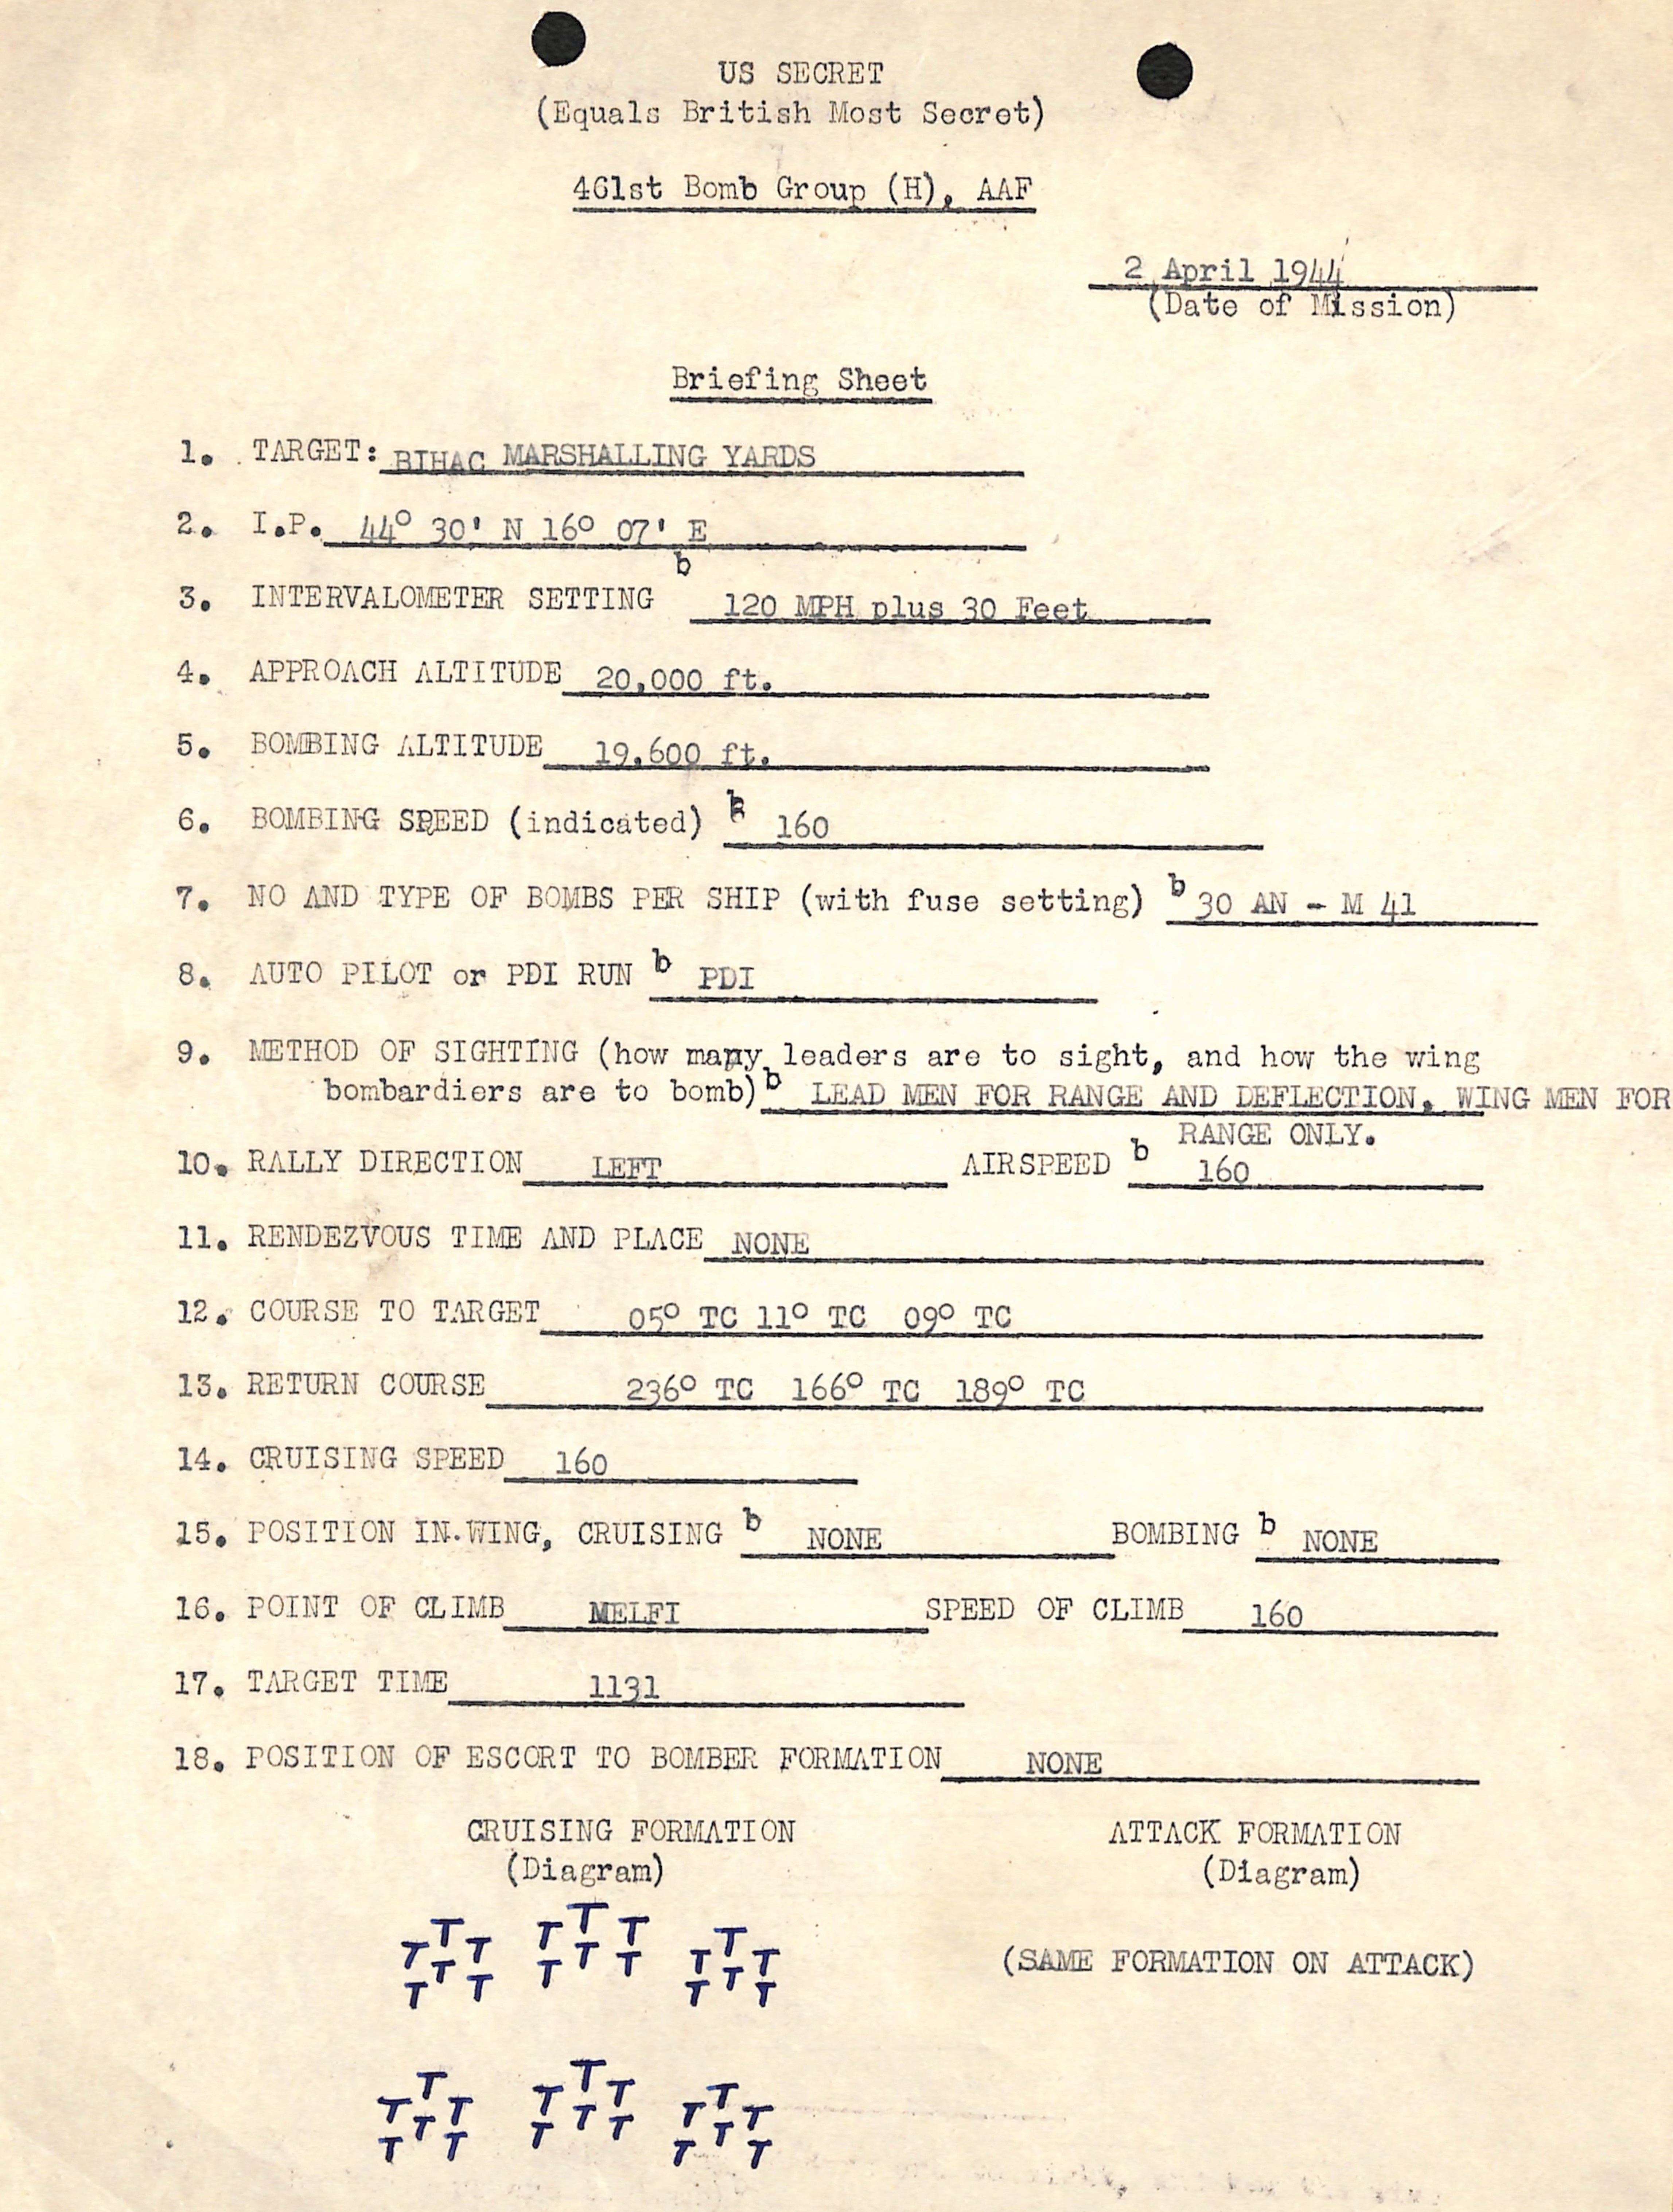 US SECRET
(Equals British Most Secret)
461st Bomb Group (H), AAF
2 April 1944
(Date of Mission)
Briefing Sheet
1. TARGET: BIHAC MARSHALLING YARDS
2. I.P. 44° 30' N 16° 07' E
3. INTERVALOMETER SETTING b 120 MPH plus 30 Feet
4. APPROACH ALTITUDE 20,000 ft.
5. BOMBING ALTITUDE 19,600 ft.
6. BOMBING SPEED (indicated) b 160
7. NO AND TYPE OF BOMBS PER SHIP (with fuse setting) b 30 AN - M 41
8. AUTO PILOT or PDI RUN b PDI
9. METHOD OF SIGHTING (how many leaders are to sight, and how the wing
bombardiers are to bomb) b LEAD MEN FOR RANGE AND DEFLECTION. WING MEN FOR
RANGE ONLY.
10. RALLY DIRECTION LEFT AIRSPEED b 160
11. RENDEZVOUS TIME AND PLACE NONE
12. COURSE TO TARGET 05° TC 11° TC 09° TC
13. RETURN COURSE 236° TC 166° TC 189° TC
14. CRUISING SPEED 160
15. POSITION IN WING, CRUISING b NONE BOMBING b NONE
16. POINT OF CLIMB MELFI SPEED OF CLIMB 160
17. TARGET TIME 1131
18. POSITION OF ESCORT TO BOMBER FORMATION NONE
CRUISING FORMATION ATTACK FORMATION
(Diagram) (Diagram)
(SAME FORMATION ON ATTACK)